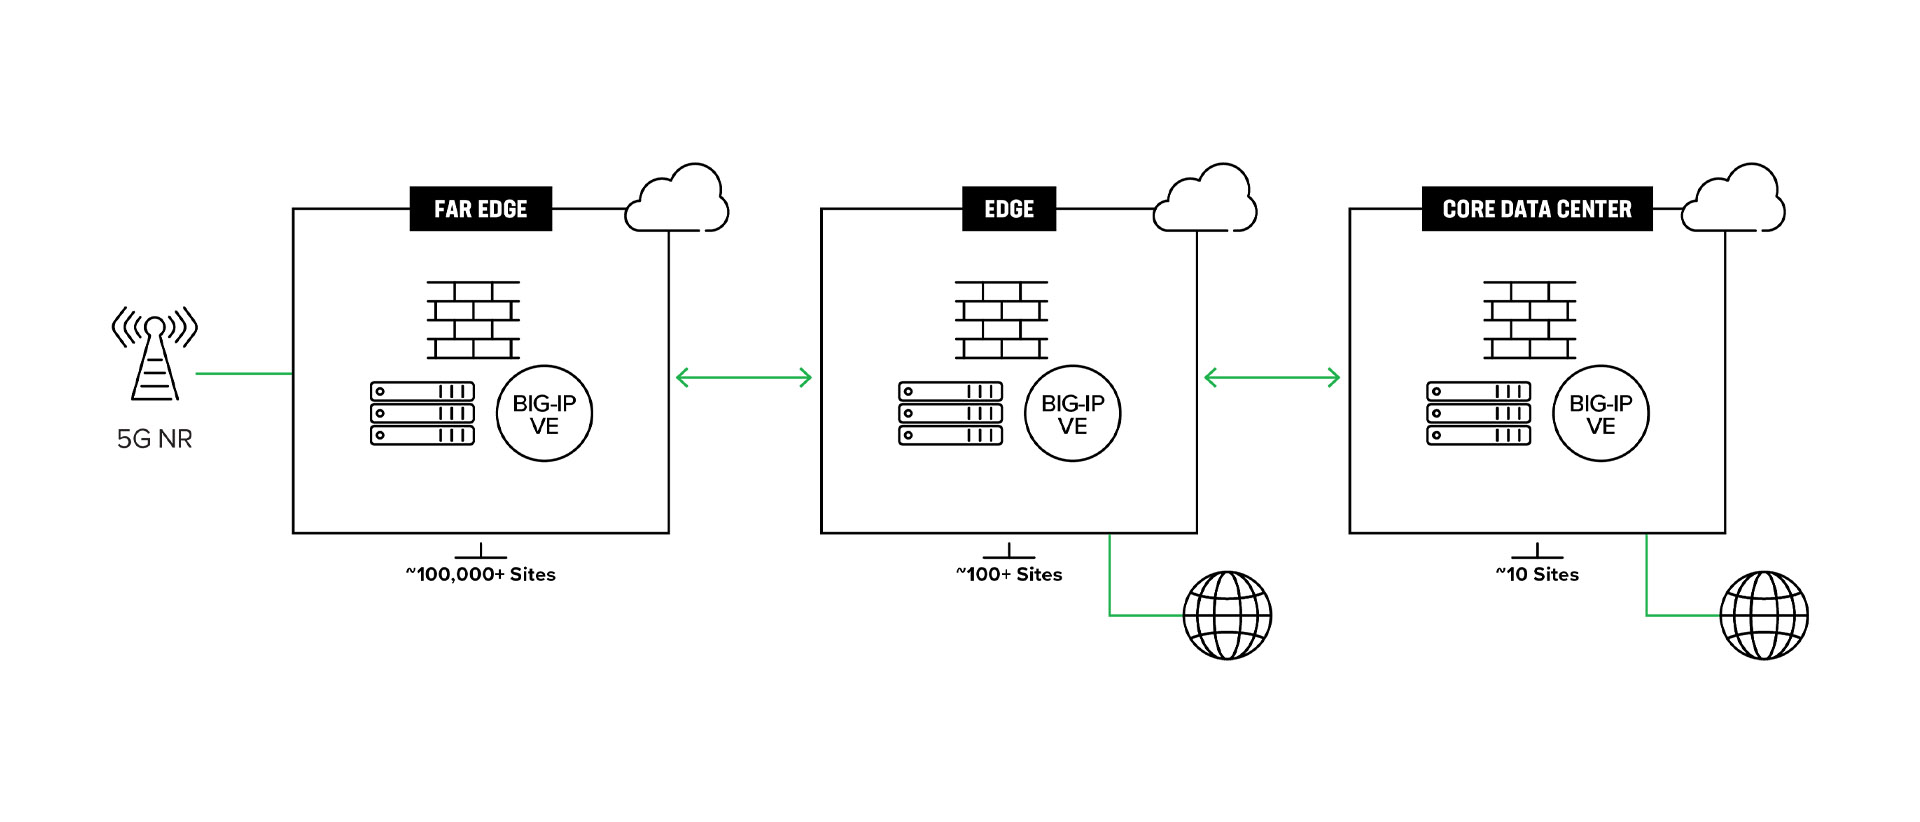 FAR EDGE
EDGE
CORE DATA CENTER
BIG-IP
VE
BIG-IP
VE
BIG-IP
VE
5G NR
~100,000+ Sites
~100+ Sites
~10 Sites